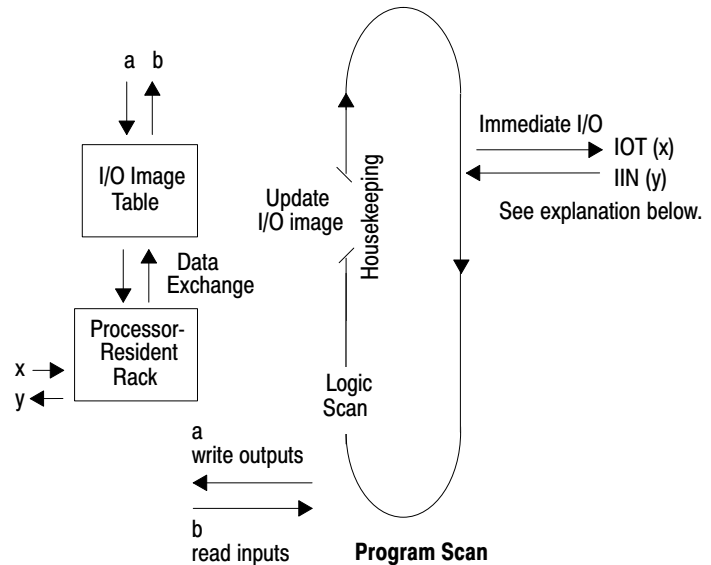 a b
I/O Image
Table
Data
Exchange
Processor-
Resident
Rack
x
y
Update
I/O image
Housekeeping
Logic
Scan
Immediate I/O
IOT (x)
IIN (y)
See explanation below.
a
write outputs
b
read inputs
Program Scan